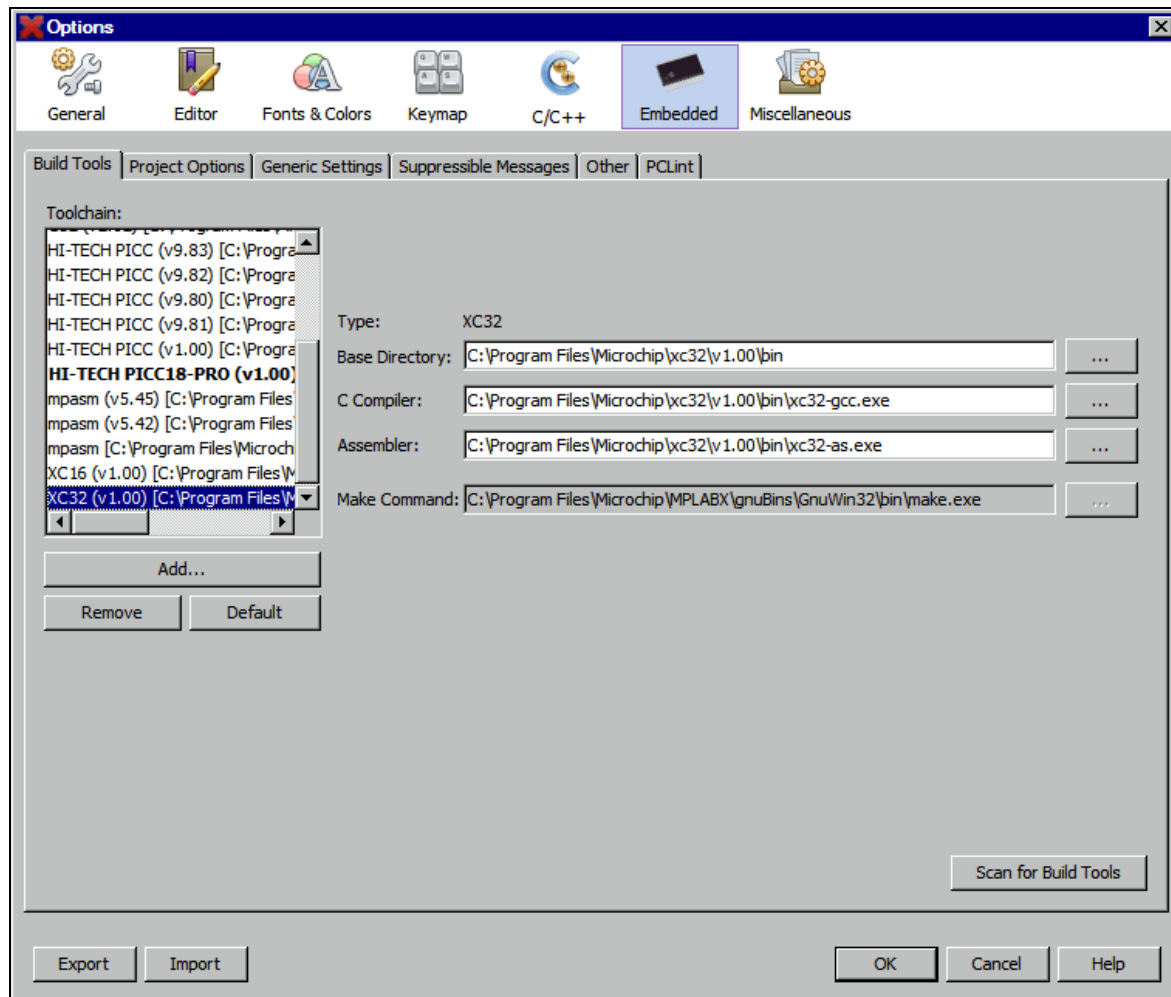 Options
General
Editor
Fonts & Colors
Keymap
C/C++
Embedded
Miscellaneous
Build Tools
Project Options
Generic Settings
Suppressible Messages
Other
PCLint
Toolchain:
HI-TECH PICC (v9.83) [C:\Progra
HI-TECH PICC (v9.82) [C:\Progra
HI-TECH PICC (v9.80) [C:\Progra
HI-TECH PICC (v9.81) [C:\Progra
HI-TECH PICC (v1.00) [C:\Progra
HI-TECH PICC18-PRO (v1.00)
mpasm (v5.45) [C:\Program Files
mpasm (v5.42) [C:\Program Files
mpasm [C:\Program Files\Microch
XC16 (v1.00) [C:\Program Files\M
XC32 (v1.00) [C:\Program Files\M
Add...
Remove
Default
Type: XC32
Base Directory: C:\Program Files\Microchip\xc32\v1.00\bin ...
C Compiler: C:\Program Files\Microchip\xc32\v1.00\bin\xc32-gcc.exe ...
Assembler: C:\Program Files\Microchip\xc32\v1.00\bin\xc32-as.exe ...
Make Command: C:\Program Files\Microchip\MPLABX\gnuBins\GnuWin32\bin\make.exe ...
Scan for Build Tools
Export
Import
OK
Cancel
Help